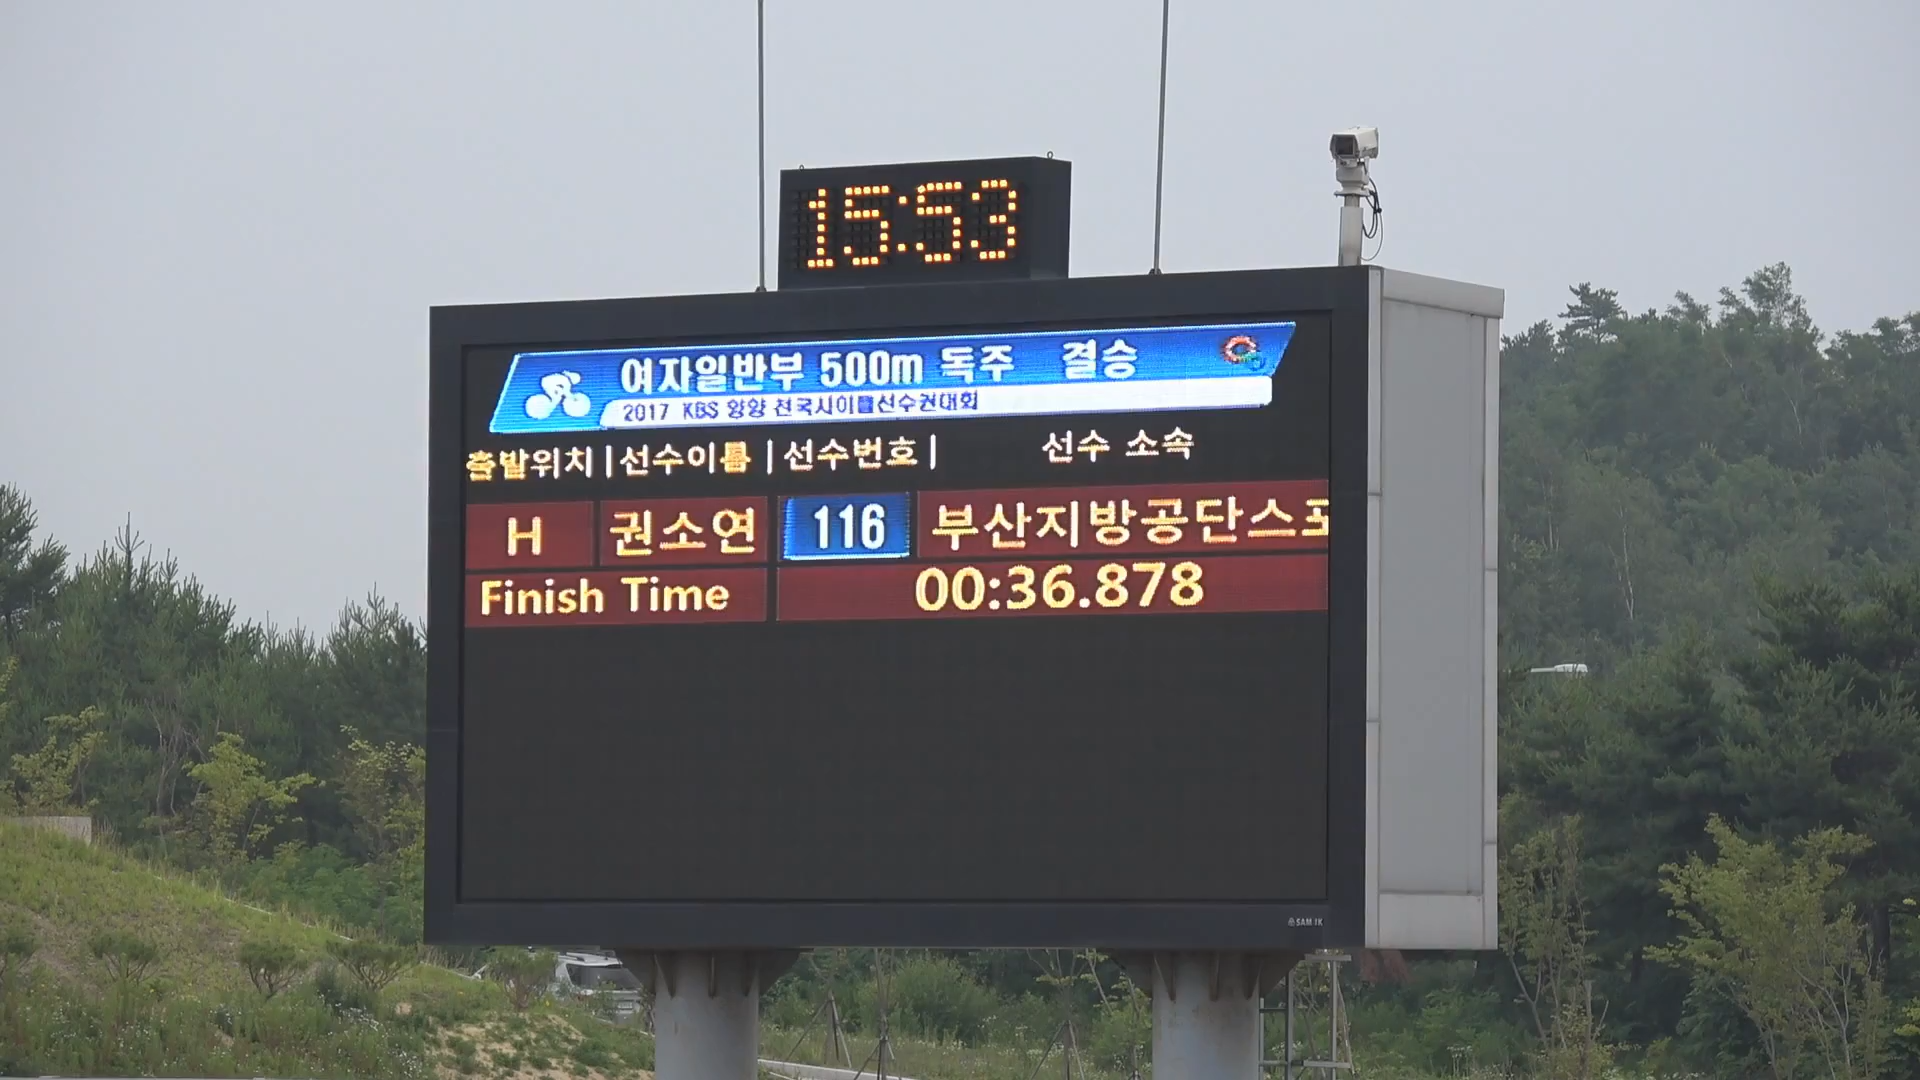 15:53
여자일반부 500m 독주 결승
2017 KBS 양양 전국사이클선수권대회
출발위치|선수이름|선수번호| 선수 소속
H 권소연 116 부산지방공단스포
Finish Time 00:36.878
SAM IK